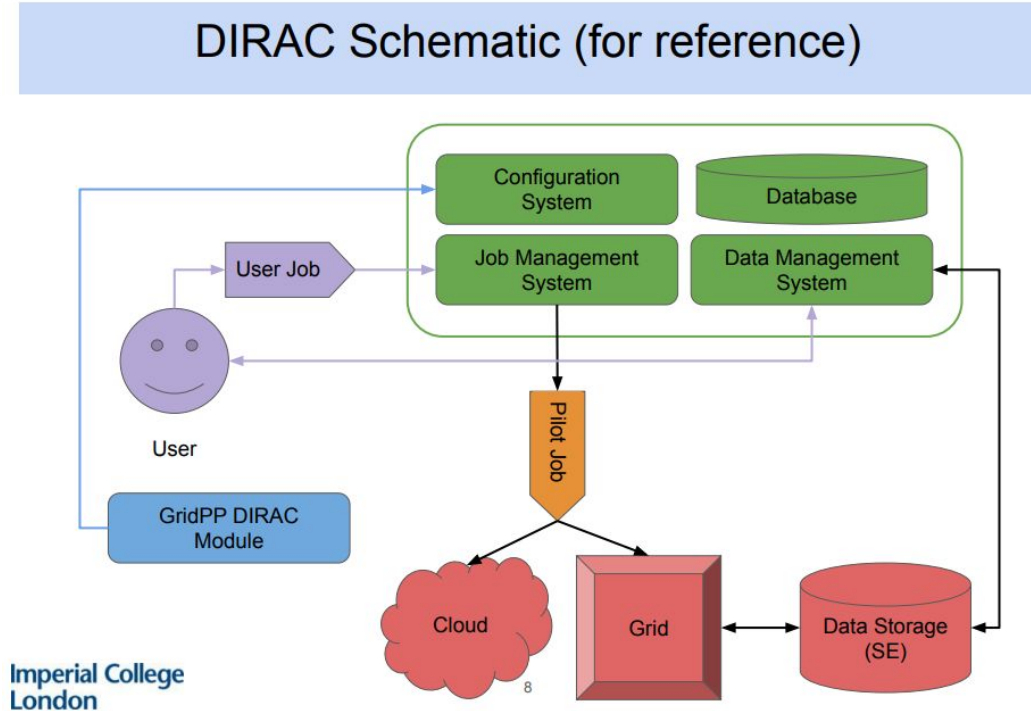 DIRAC Schematic (for reference)
Configuration
System
Database
User Job
Job Management
System
Data Management
System
User
Pilot Job
GridPP DIRAC
Module
Cloud
Grid
Data Storage
(SE)
8
Imperial College
London